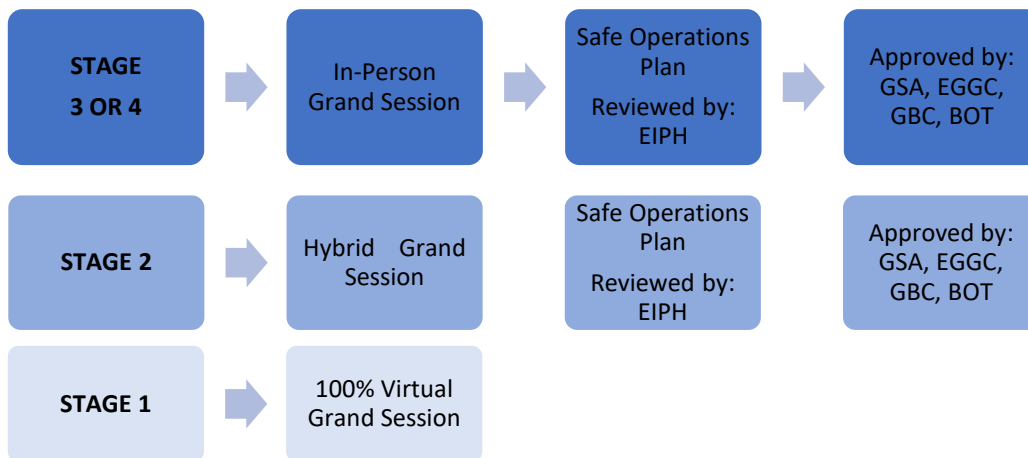 STAGE
3 OR 4
In-Person
Grand Session
Safe Operations
Plan
Reviewed by:
EIPH
Approved by:
GSA, EGGC,
GBC, BOT
STAGE 2
Hybrid Grand
Session
Safe Operations
Plan
Reviewed by:
EIPH
Approved by:
GSA, EGGC,
GBC, BOT
STAGE 1
100% Virtual
Grand Session